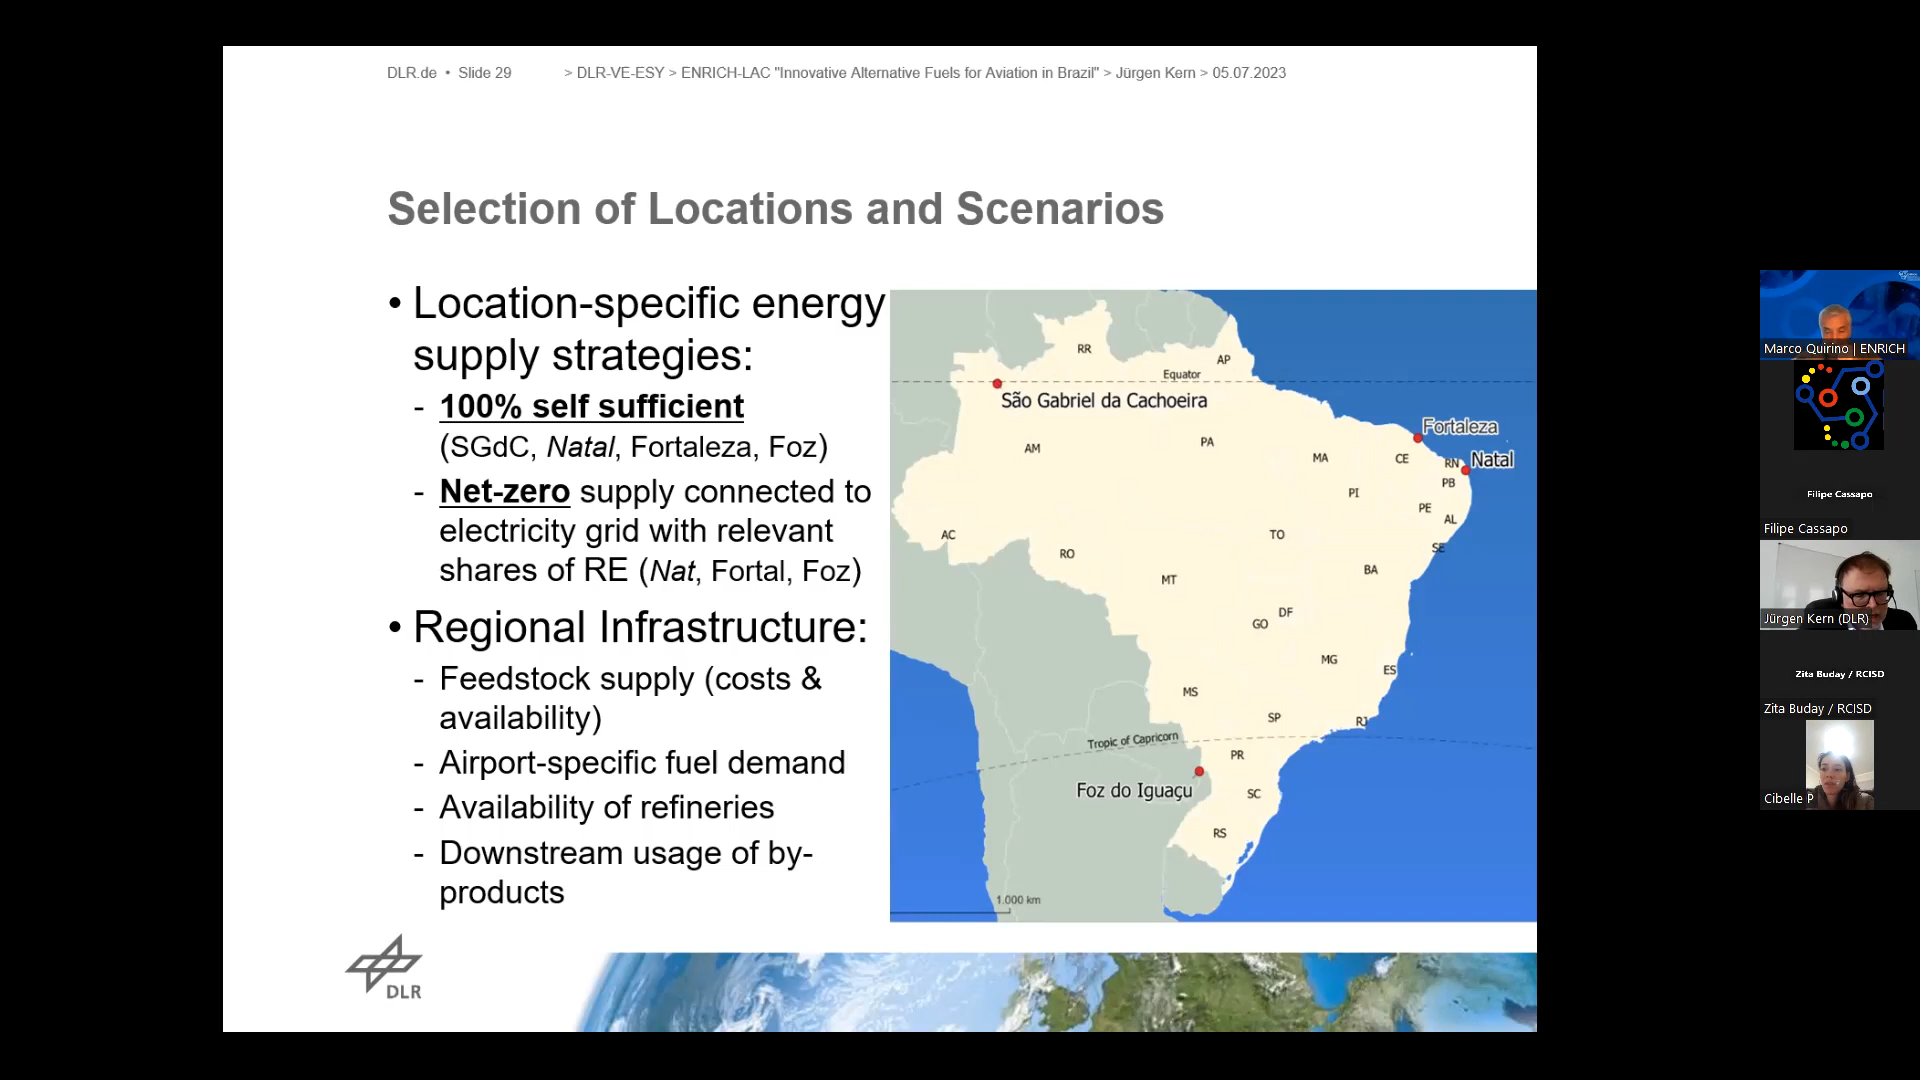 DLR.de • Slide 29 > DLR-VE-ESY > ENRICH-LAC "Innovative Alternative Fuels for Aviation in Brazil" > Jürgen Kern > 05.07.2023
Selection of Locations and Scenarios
• Location-specific energy
supply strategies:
- 100% self sufficient
(SGdC, Natal, Fortaleza, Foz)
- Net-zero supply connected to
electricity grid with relevant
shares of RE (Nat, Fortal, Foz)
• Regional Infrastructure:
- Feedstock supply (costs &
availability)
- Airport-specific fuel demand
- Availability of refineries
- Downstream usage of by-
products
RR
AP
Equator
São Gabriel da Cachoeira
Fortaleza
AM
PA
MA
CE
RN
Natal
PB
PI
PE
AL
AC
RO
TO
SE
MT
BA
DF
GO
MG
ES
MS
SP
RJ
Tropic of Capricorn
PR
Foz do Iguaçu
SC
RS
1.000 km
DLR
Marco Quirino | ENRICH
Filipe Cassapo
Filipe Cassapo
Jürgen Kern (DLR)
Zita Buday / RCISD
Zita Buday / RCISD
Cibelle P